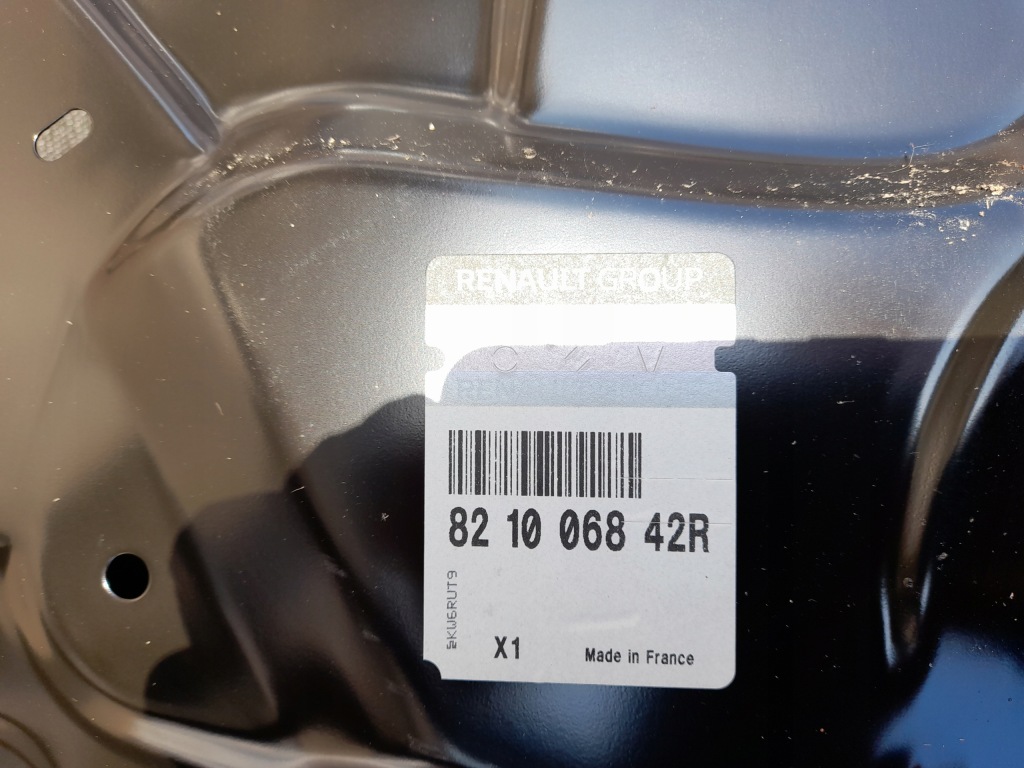 RENAULT GROUP
82 10 068 42R
X1
Made in France